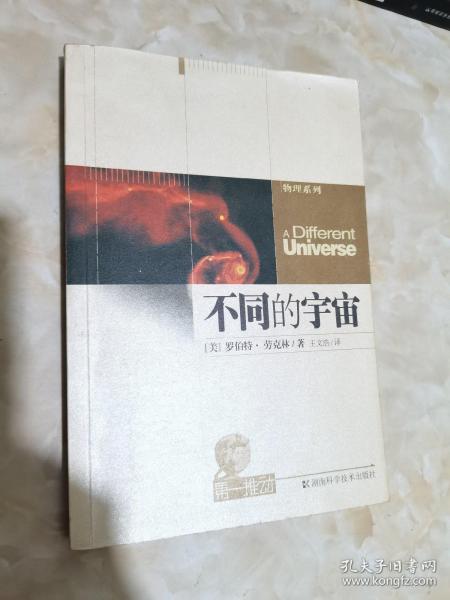 物理系列
A Different
Universe
不同的宇宙
[美] 罗伯特·劳克林/著 王文浩/译
第一推动
湖南科学技术出版社
孔夫子旧书网
www.kongfz.com